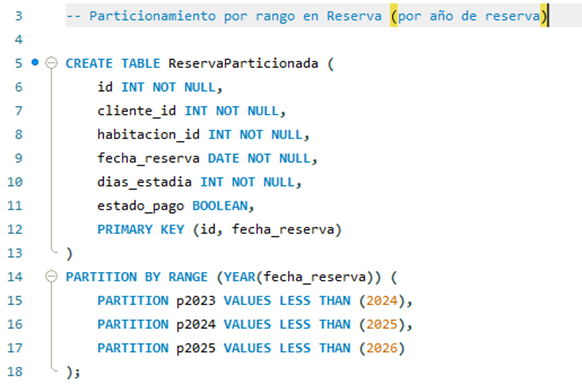 3 -- Particionamiento por rango en Reserva (por año de reserva)
4
5 CREATE TABLE ReservaParticionada (
6 id INT NOT NULL,
7 cliente_id INT NOT NULL,
8 habitacion_id INT NOT NULL,
9 fecha_reserva DATE NOT NULL,
10 dias_estadia INT NOT NULL,
11 estado_pago BOOLEAN,
12 PRIMARY KEY (id, fecha_reserva)
13 )
14 PARTITION BY RANGE (YEAR(fecha_reserva)) (
15 PARTITION p2023 VALUES LESS THAN (2024),
16 PARTITION p2024 VALUES LESS THAN (2025),
17 PARTITION p2025 VALUES LESS THAN (2026)
18 );